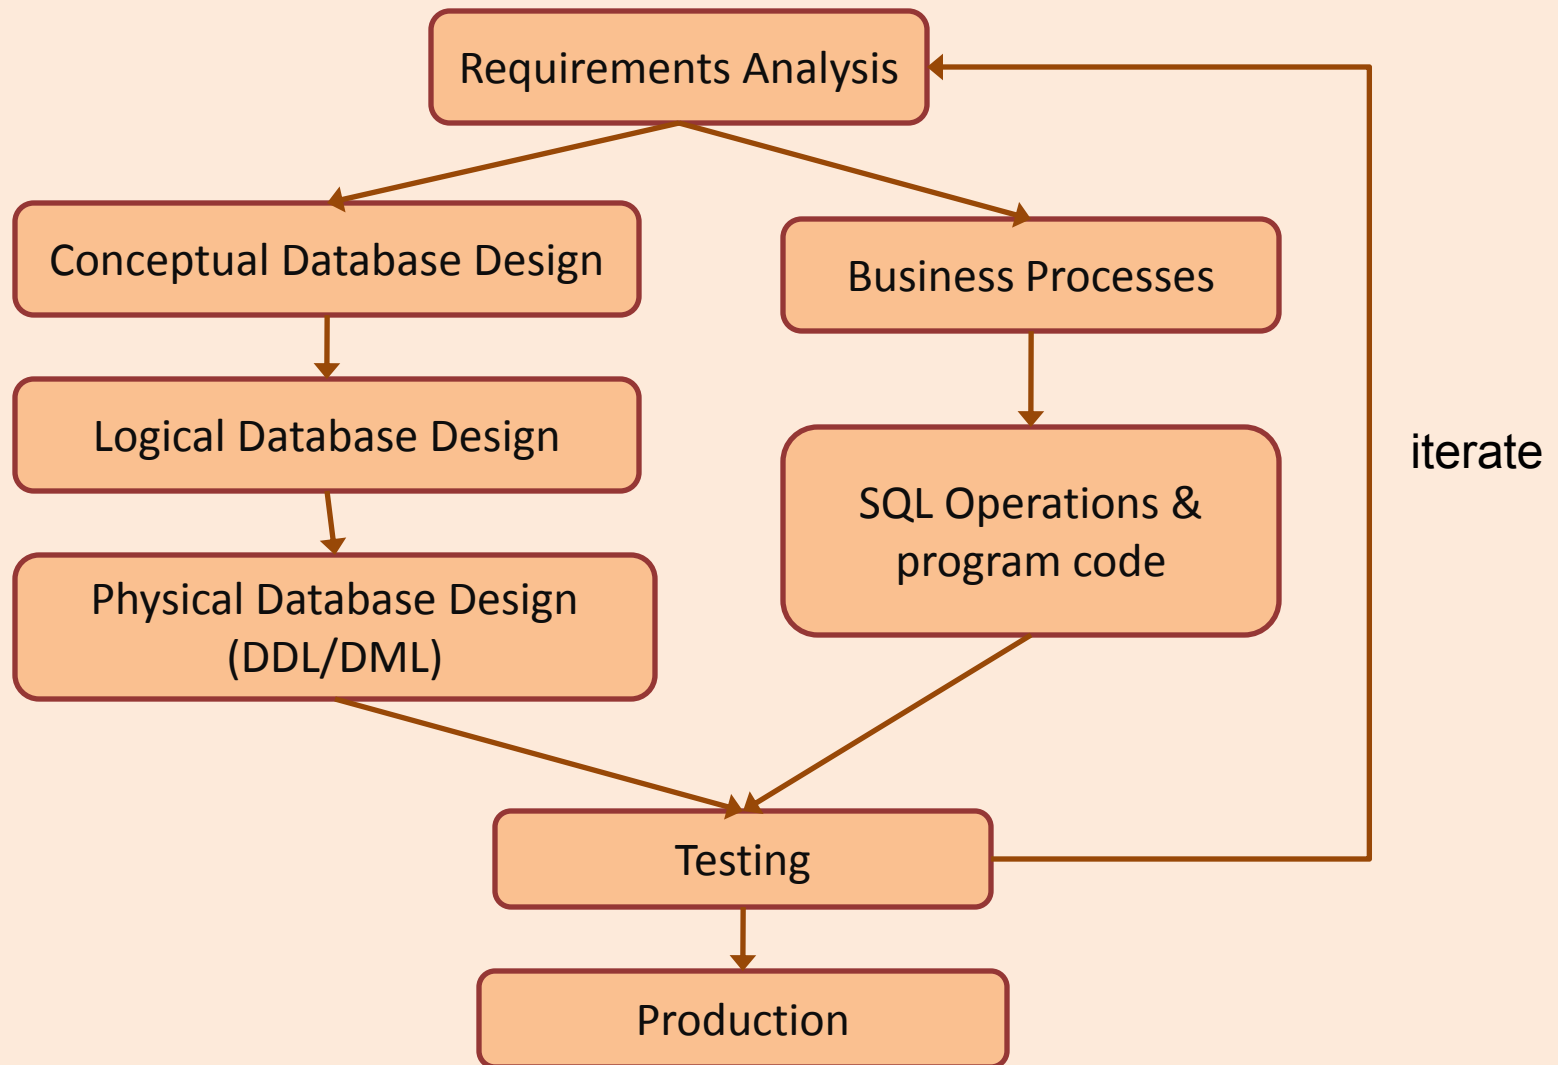 Requirements Analysis
Conceptual Database Design
Business Processes
Logical Database Design
iterate
SQL Operations &
program code
Physical Database Design
(DDL/DML)
Testing
Production